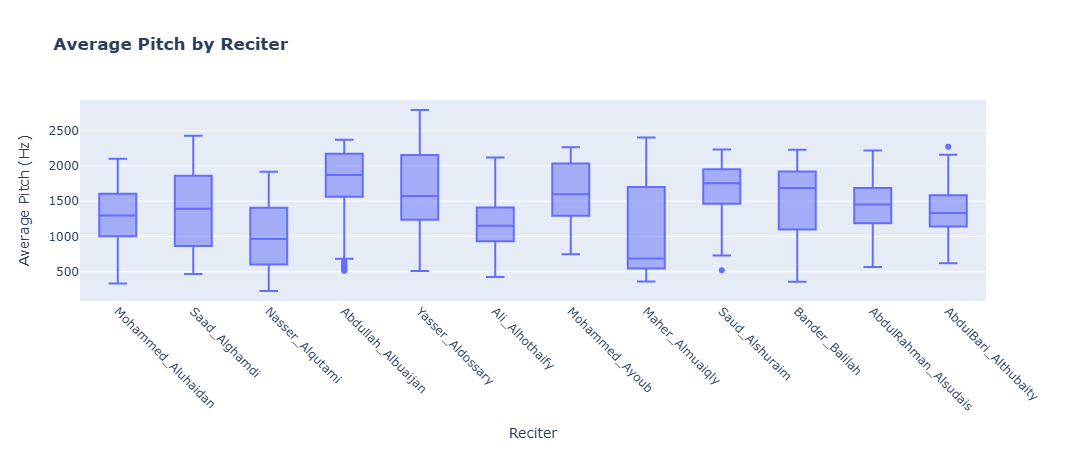 Average Pitch by Reciter
Average Pitch (Hz)
2500
2000
1500
1000
500
Mohammed_Aluhaidan
Saad_Alghamdi
Nasser_Alqutami
Abdullah_Albuaijan
Yasser_Aldossary
Ali_Alhothaify
Mohammed_Ayoub
Maher_Almuaiqly
Saud_Alshuraim
Bander_Balilah
AbdulRahman_Alsudais
AbdulBari_Althubaity
Reciter